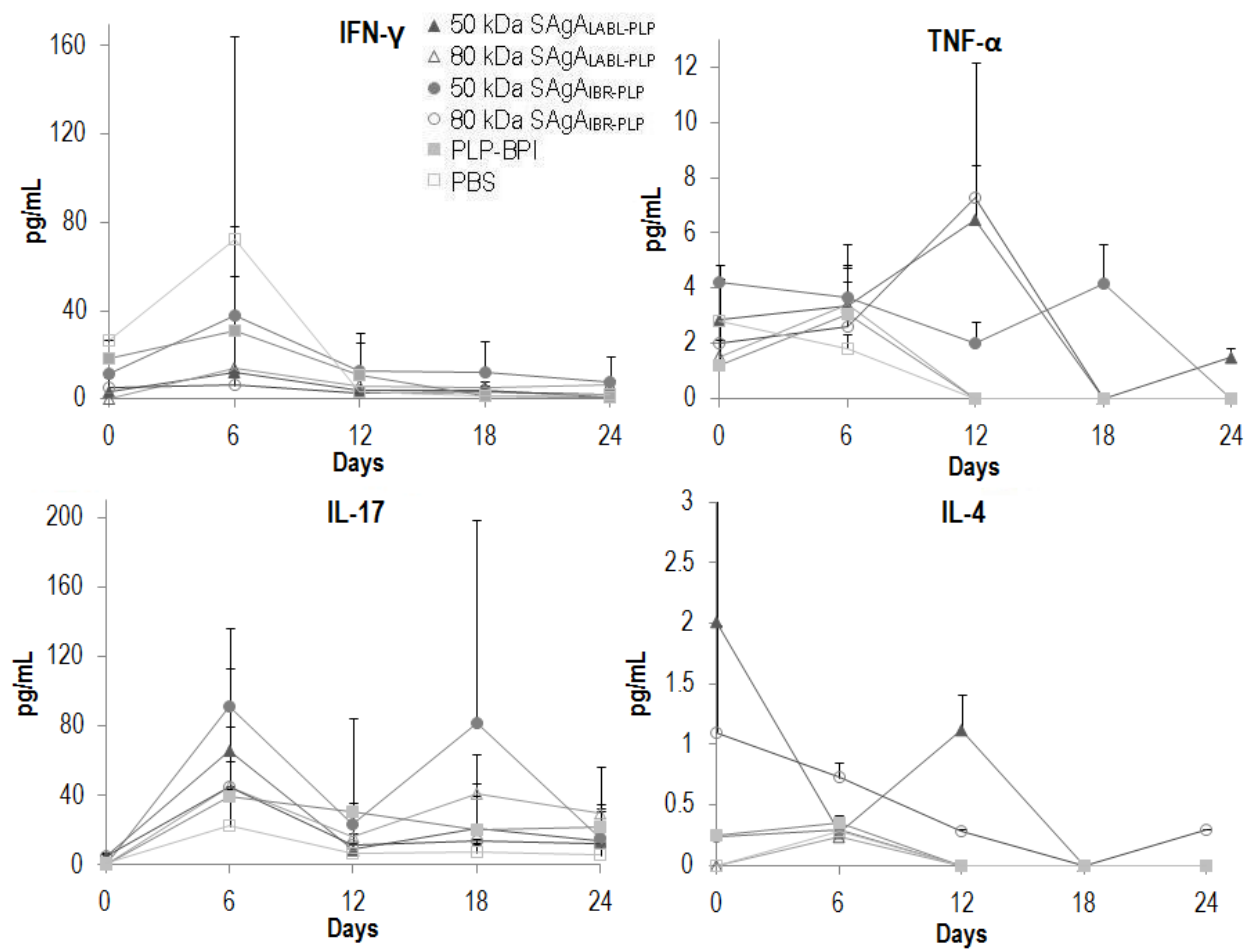 IFN-γ
160
120
80
40
0
pg/mL
0 6 12 18 24
Days
50 kDa SAgALABL-PLP
80 kDa SAgALABL-PLP
50 kDa SAgAIBR-PLP
80 kDa SAgAIBR-PLP
PLP-BPI
PBS
TNF-α
12
10
8
6
4
2
0
pg/mL
0 6 12 18 24
Days
IL-17
200
160
120
80
40
0
pg/mL
0 6 12 18 24
Days
IL-4
3
2.5
2
1.5
1
0.5
0
pg/mL
0 6 12 18 24
Days